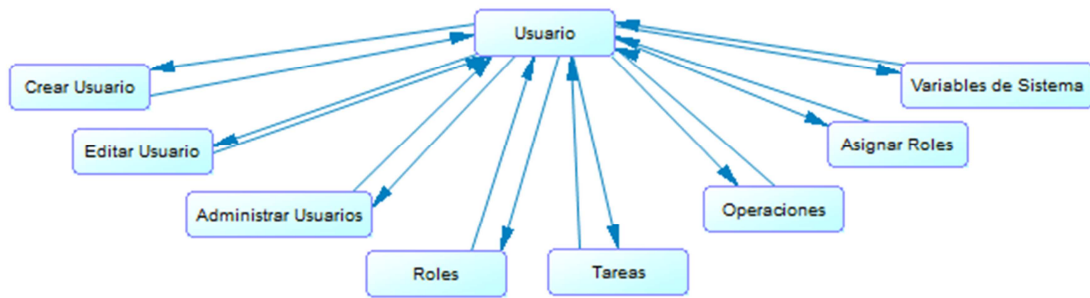 Usuario
Crear Usuario
Variables de Sistema
Editar Usuario
Asignar Roles
Administrar Usuarios
Operaciones
Roles
Tareas